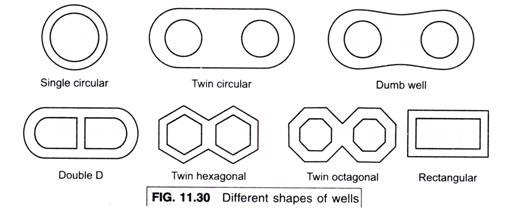 Single circular
Twin circular
Dumb well
Double D
Twin hexagonal
Twin octagonal
Rectangular
FIG. 11.30 Different shapes of wells